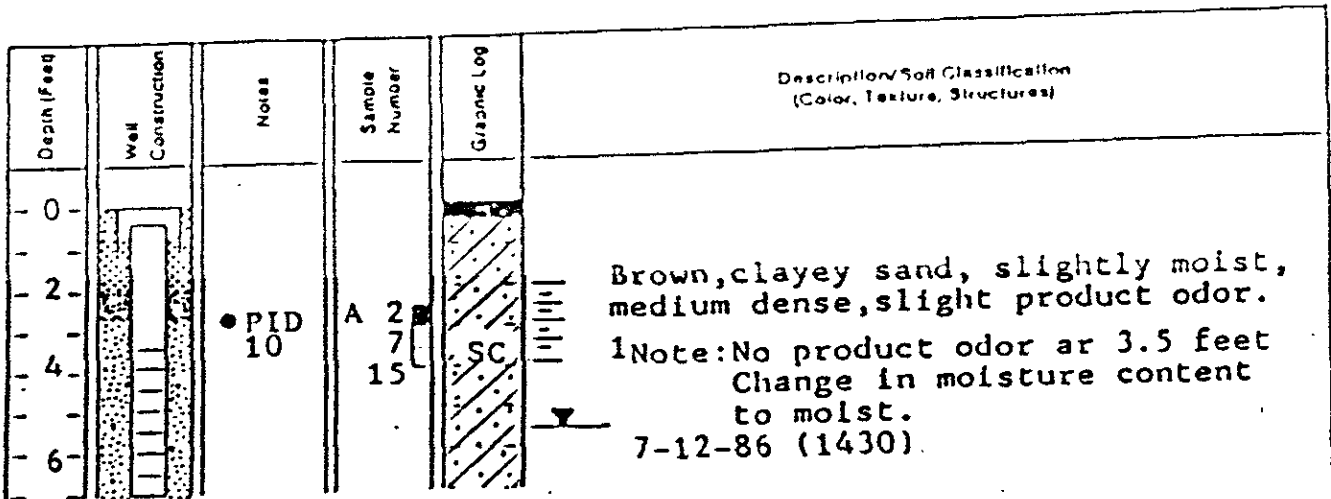 Depth (Feet)
Well
Construction
Notes
Sample
Number
Graphic Log
Description/Soil Classification
(Color, Texture, Structures)
0
2
4
6
PID
10
A 2
7
15
SC
Brown,clayey sand, slightly moist,
medium dense,slight product odor.
1Note:No product odor ar 3.5 feet
Change in moisture content
to moist.
7-12-86 (1430)